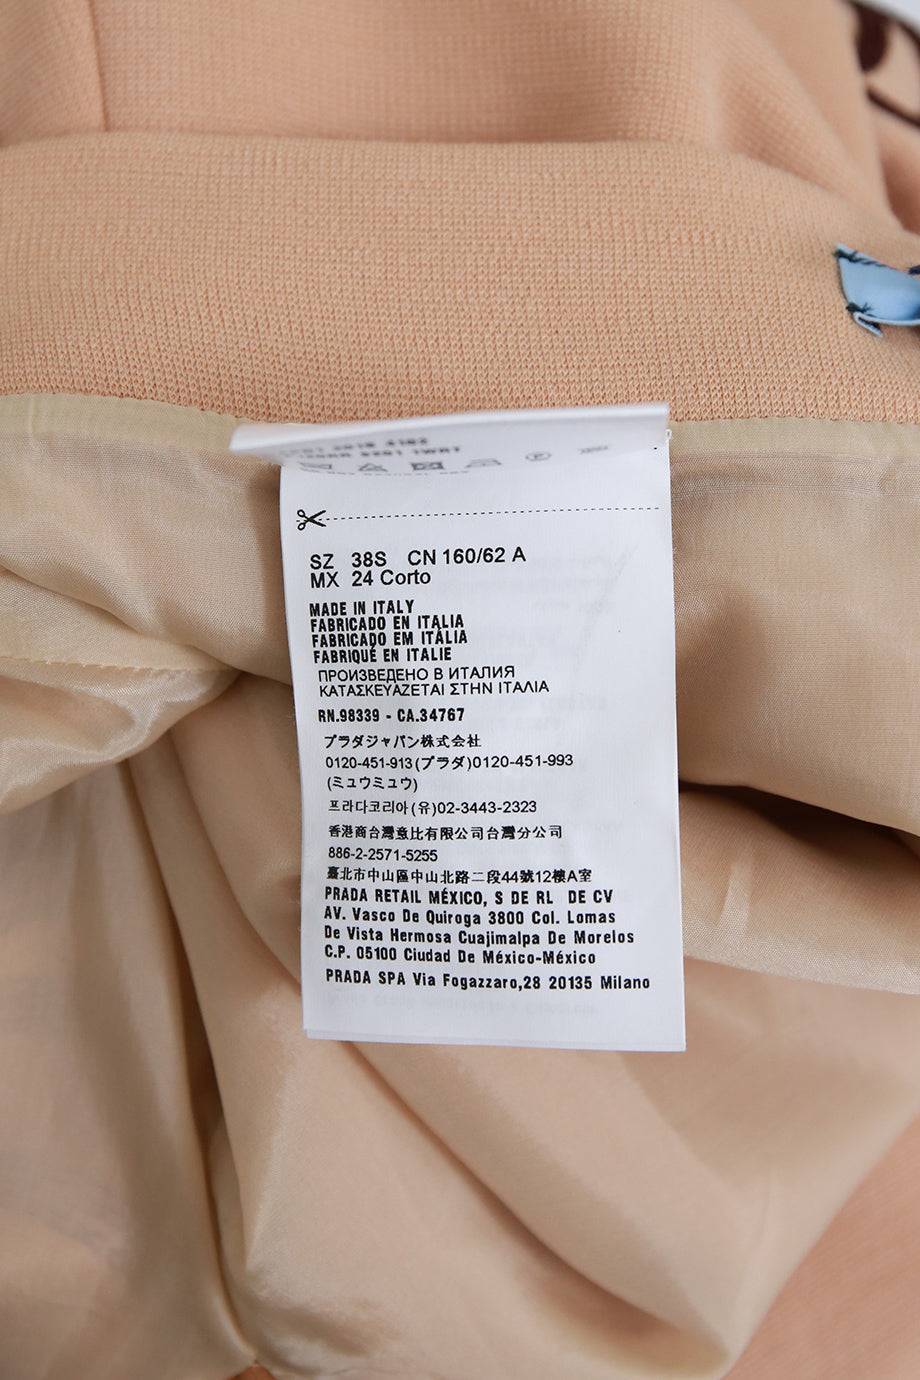 SZ 38S CN 160/62 A
MX 24 Corto
MADE IN ITALY
FABRICADO EN ITALIA
FABRICADO EM ITÁLIA
FABRIQUÉ EN ITALIE
ПРОИЗВЕДЕНО В ИТАЛИЯ
ΚΑΤΑΣΚΕΥΑΖΕΤΑΙ ΣΤΗΝ ΙΤΑΛΙΑ
RN.98339 - CA.34767
プラダジャパン株式会社
0120-451-913(プラダ)0120-451-993
(ミュウミュウ)
프라다코리아(유)02-3443-2323
香港商台灣意比有限公司台灣分公司
886-2-2571-5255
臺北市中山區中山北路二段44號12樓A室
PRADA RETAIL MÉXICO, S DE RL DE CV
AV. Vasco De Quiroga 3800 Col. Lomas
De Vista Hermosa Cuajimalpa De Morelos
C.P. 05100 Ciudad De México-México
PRADA SPA Via Fogazzaro,28 20135 Milano